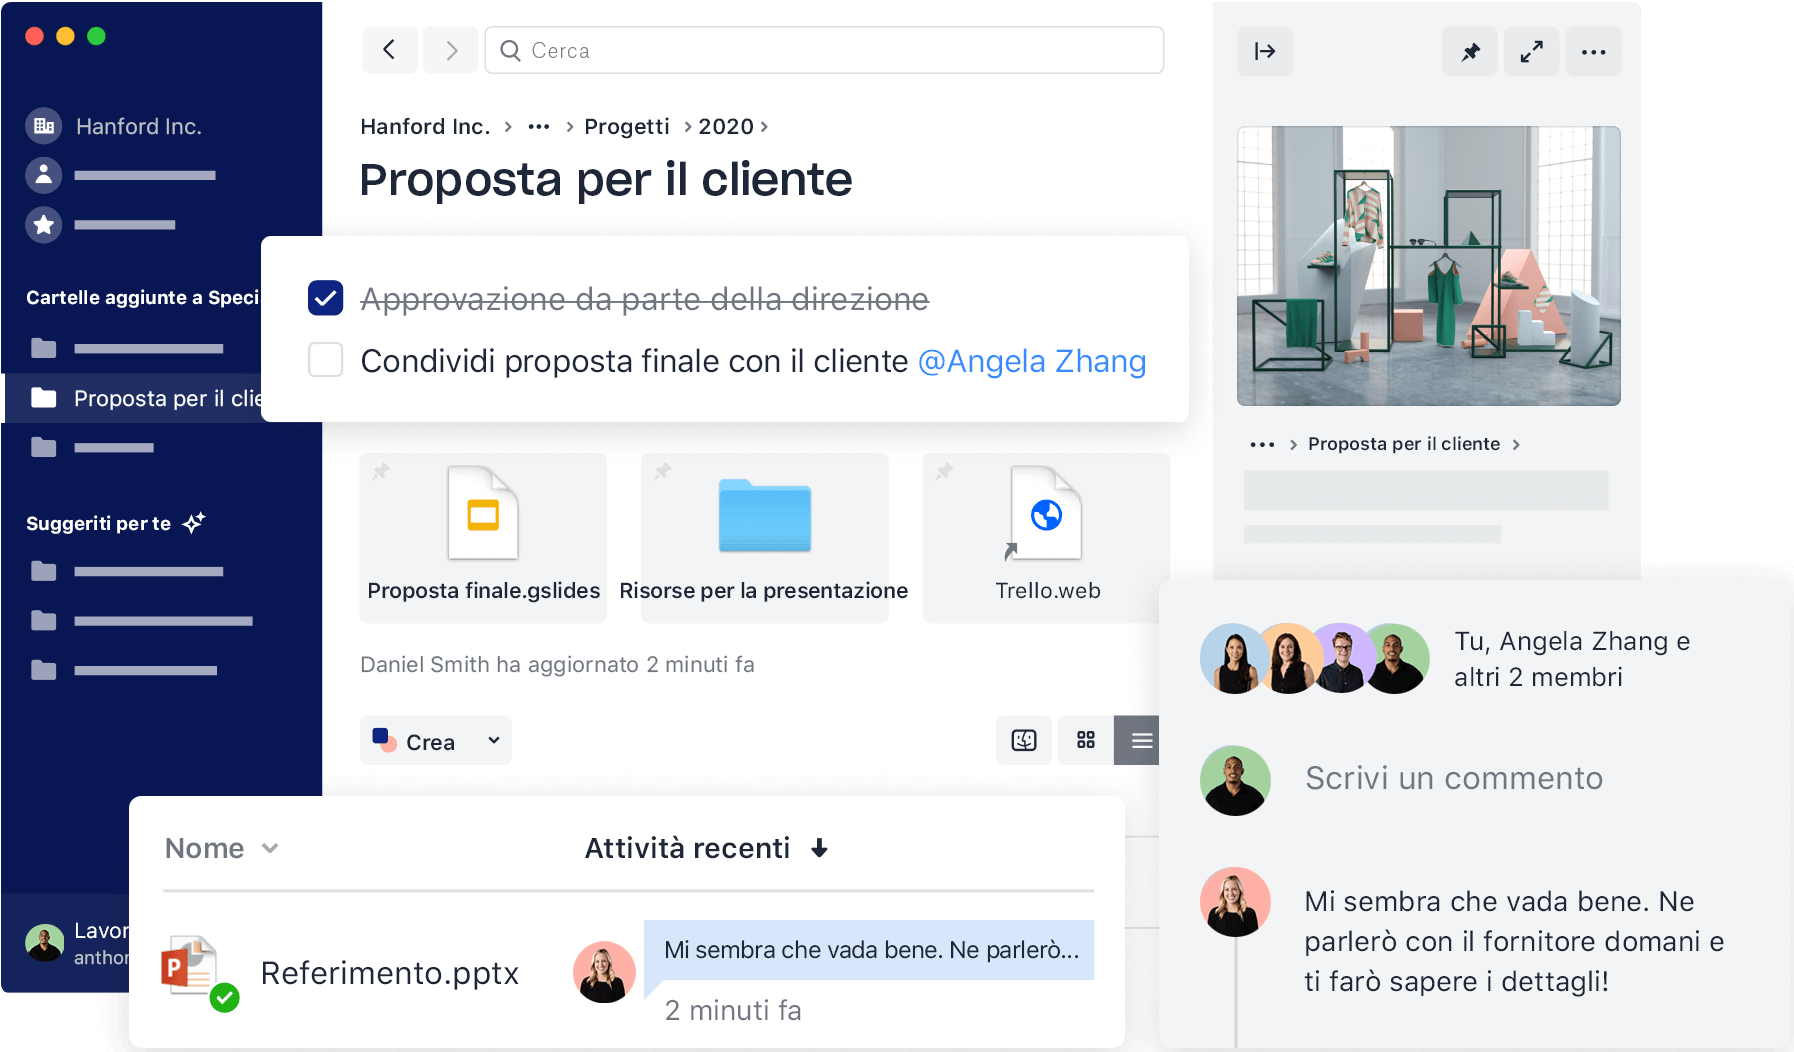 Hanford Inc.
Cartelle aggiunte a Speci
Proposta per il clie
Suggeriti per te
Lavor
anthor
Cerca
Hanford Inc. > ••• > Progetti > 2020 >
Proposta per il cliente
Approvazione da parte della direzione
Condividi proposta finale con il cliente @Angela Zhang
Proposta finale.gslides
Risorse per la presentazione
Trello.web
Daniel Smith ha aggiornato 2 minuti fa
Crea
Nome
Attività recenti
P
Referimento.pptx
Mi sembra che vada bene. Ne parlerò...
2 minuti fa
••• > Proposta per il cliente >
Tu, Angela Zhang e
altri 2 membri
Scrivi un commento
Mi sembra che vada bene. Ne
parlerò con il fornitore domani e
ti farò sapere i dettagli!